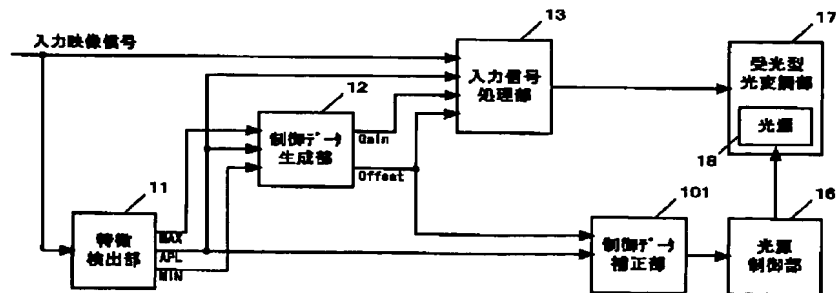 13
17
入力映像信号
12
入力信号
処理部
受光型
光変調部
制御データ
生成部
Gain
Offset
18
光源
11
101
16
特徴
検出部
MAX
APL
MIN
制御データ
補正部
光源
制御部